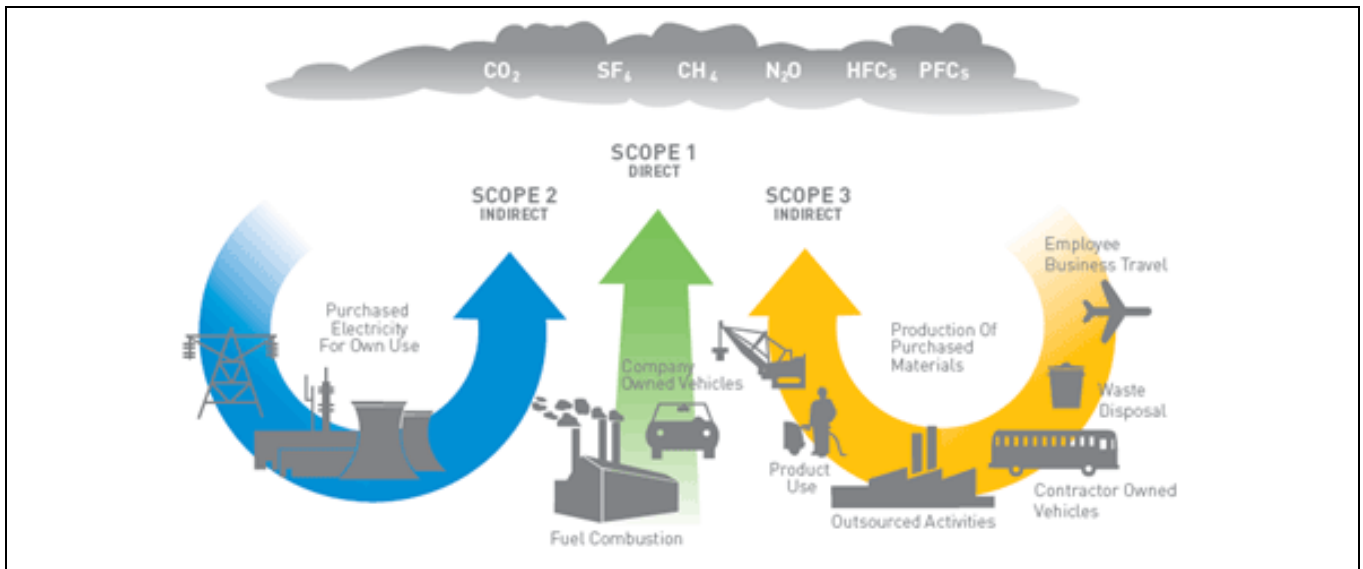 CO₂ SF₆ CH₄ N₂O HFCs PFCs
SCOPE 1
DIRECT
SCOPE 2
INDIRECT
SCOPE 3
INDIRECT
Purchased
Electricity
For Own Use
Company
Owned Vehicles
Fuel Combustion
Employee
Business Travel
Production Of
Purchased
Materials
Waste
Disposal
Product
Use
Contractor Owned
Vehicles
Outsourced Activities